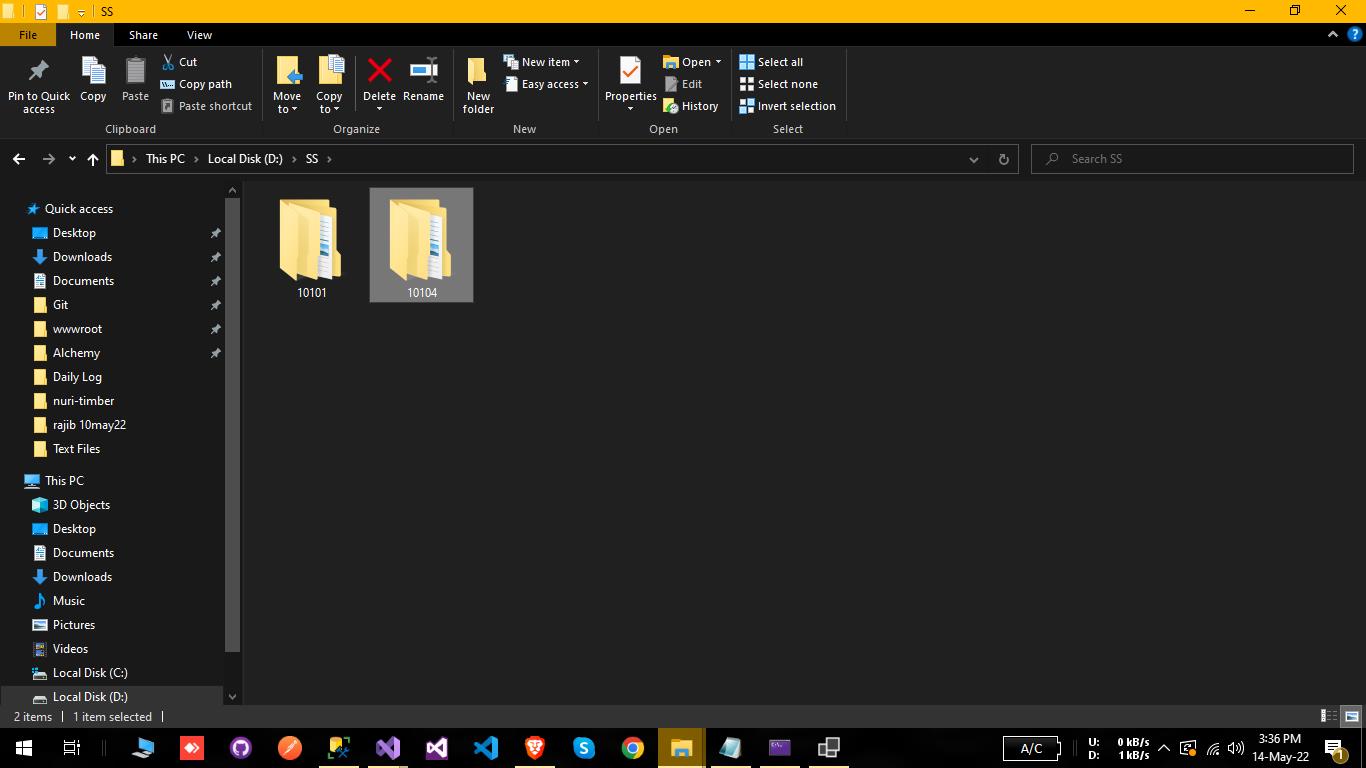 SS
File Home Share View
Pin to Quick access
Copy
Paste
Cut
Copy path
Paste shortcut
Clipboard
Move to
Copy to
Delete
Rename
Organize
New folder
New item
Easy access
New
Properties
Open
Edit
History
Open
Select all
Select none
Invert selection
Select
This PC > Local Disk (D:) > SS >
Search SS
Quick access
Desktop
Downloads
Documents
Git
wwwroot
Alchemy
Daily Log
nuri-timber
rajib 10may22
Text Files
This PC
3D Objects
Desktop
Documents
Downloads
Music
Pictures
Videos
Local Disk (C:)
Local Disk (D:)
10101
10104
2 items | 1 item selected |
A/C
U: 0 kB/s
D: 1 kB/s
3:36 PM
14-May-22
1